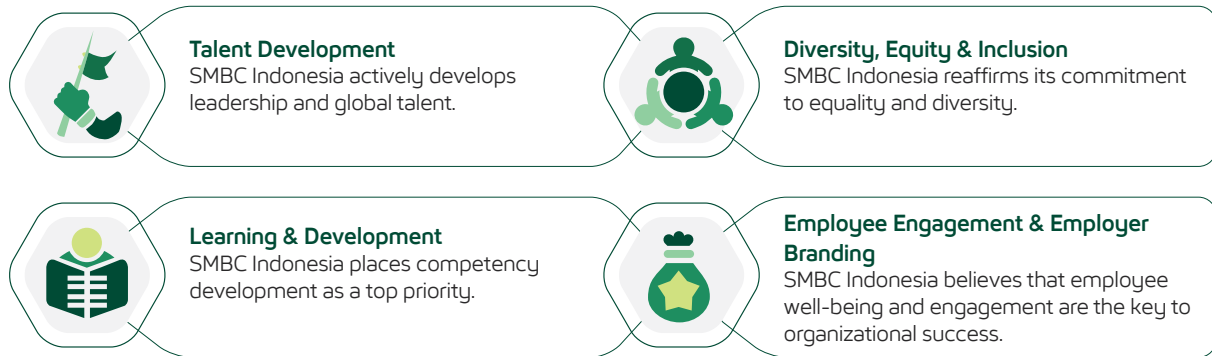 Talent Development
SMBC Indonesia actively develops
leadership and global talent.
Diversity, Equity & Inclusion
SMBC Indonesia reaffirms its commitment
to equality and diversity.
Learning & Development
SMBC Indonesia places competency
development as a top priority.
Employee Engagement & Employer
Branding
SMBC Indonesia believes that employee
well-being and engagement are the key to
organizational success.